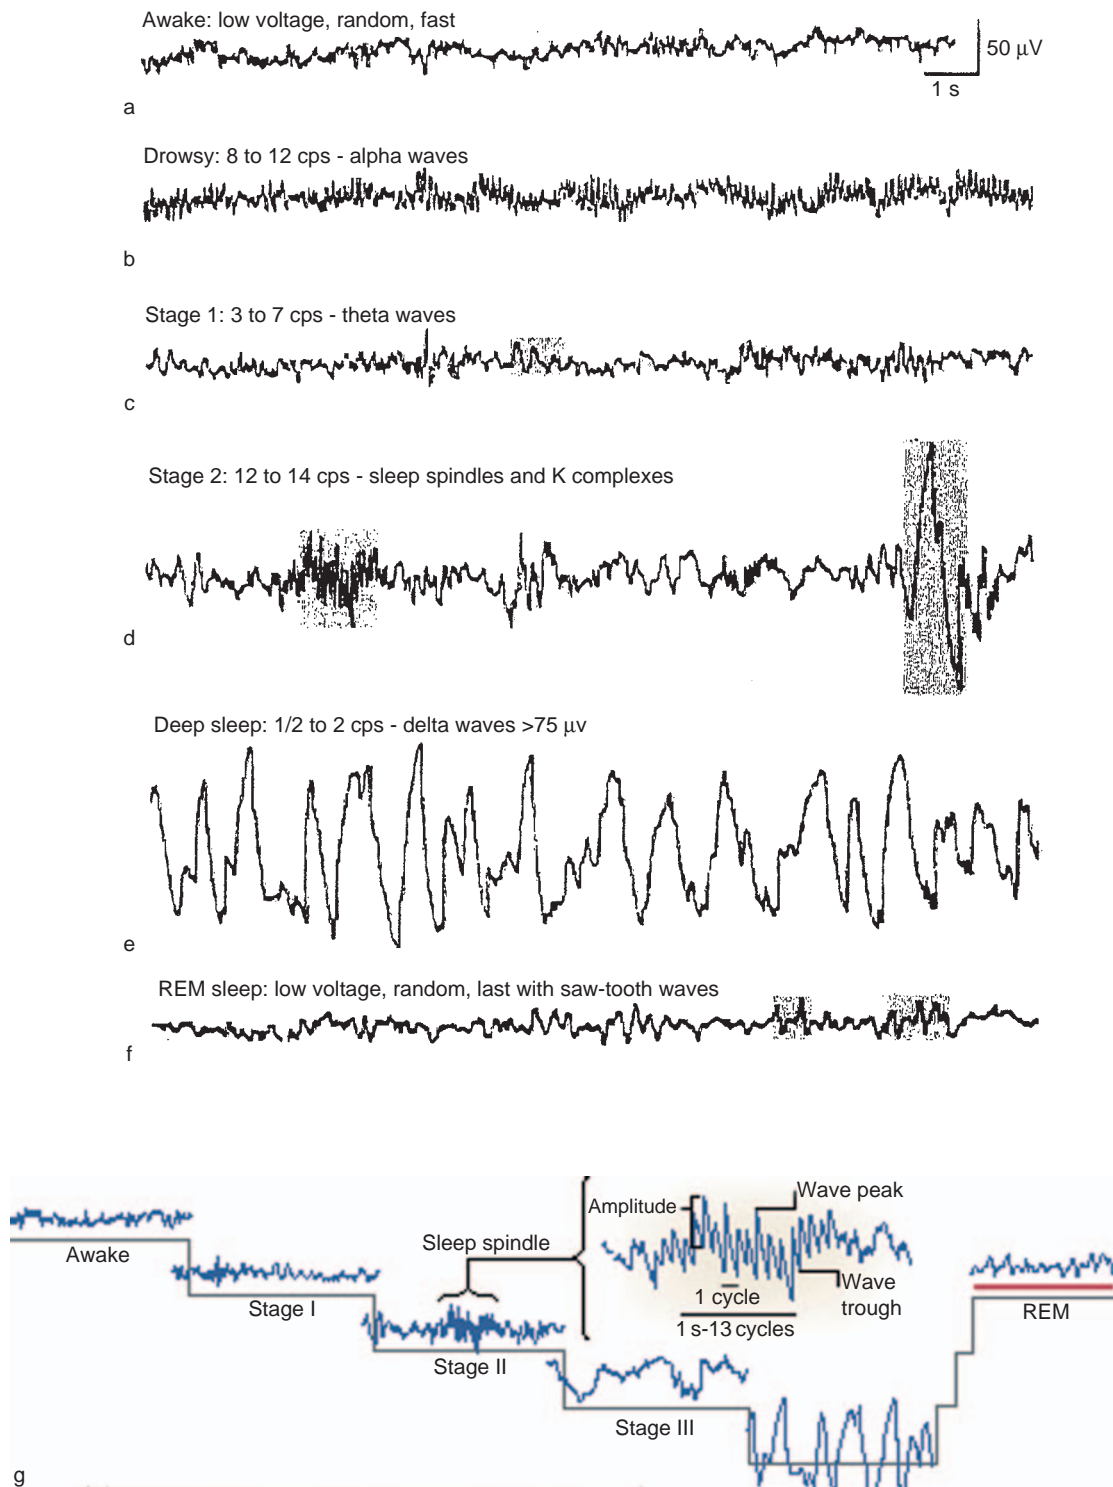 Awake: low voltage, random, fast
50 μV
1 s
a
Drowsy: 8 to 12 cps - alpha waves
b
Stage 1: 3 to 7 cps - theta waves
c
Stage 2: 12 to 14 cps - sleep spindles and K complexes
d
Deep sleep: 1/2 to 2 cps - delta waves >75 μv
e
REM sleep: low voltage, random, last with saw-tooth waves
f
Amplitude
Wave peak
Sleep spindle
Awake
1 cycle
Wave
trough
Stage I
REM
1 s-13 cycles
Stage II
Stage III
g